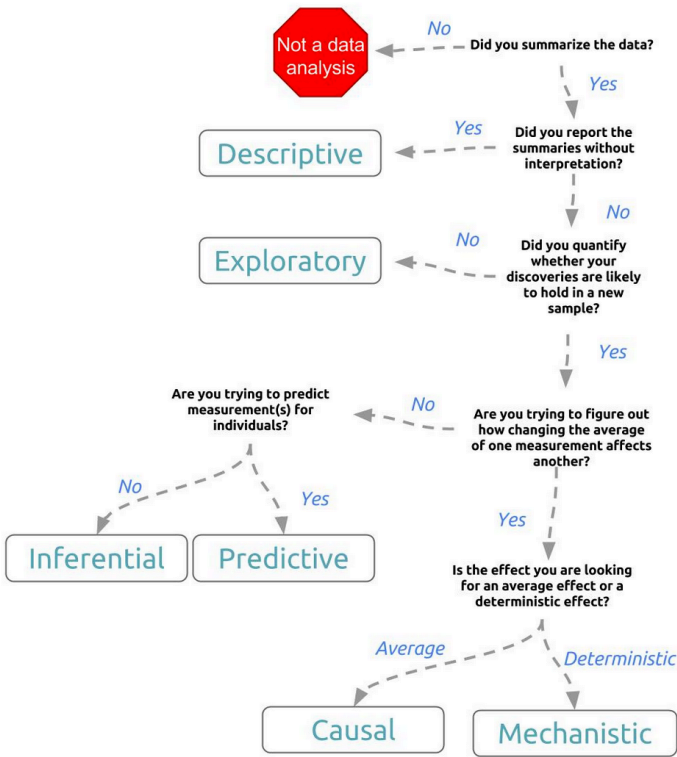 Not a data
analysis
No
Did you summarize the data?
Yes
Descriptive
Yes
Did you report the
summaries without
interpretation?
No
Exploratory
No
Did you quantify
whether your
discoveries are likely
to hold in a new
sample?
Yes
Are you trying to predict
measurement(s) for
individuals?
No
Are you trying to figure out
how changing the average
of one measurement affects
another?
No
Yes
Yes
Inferential
Predictive
Is the effect you are looking
for an average effect or a
deterministic effect?
Average
Deterministic
Causal
Mechanistic